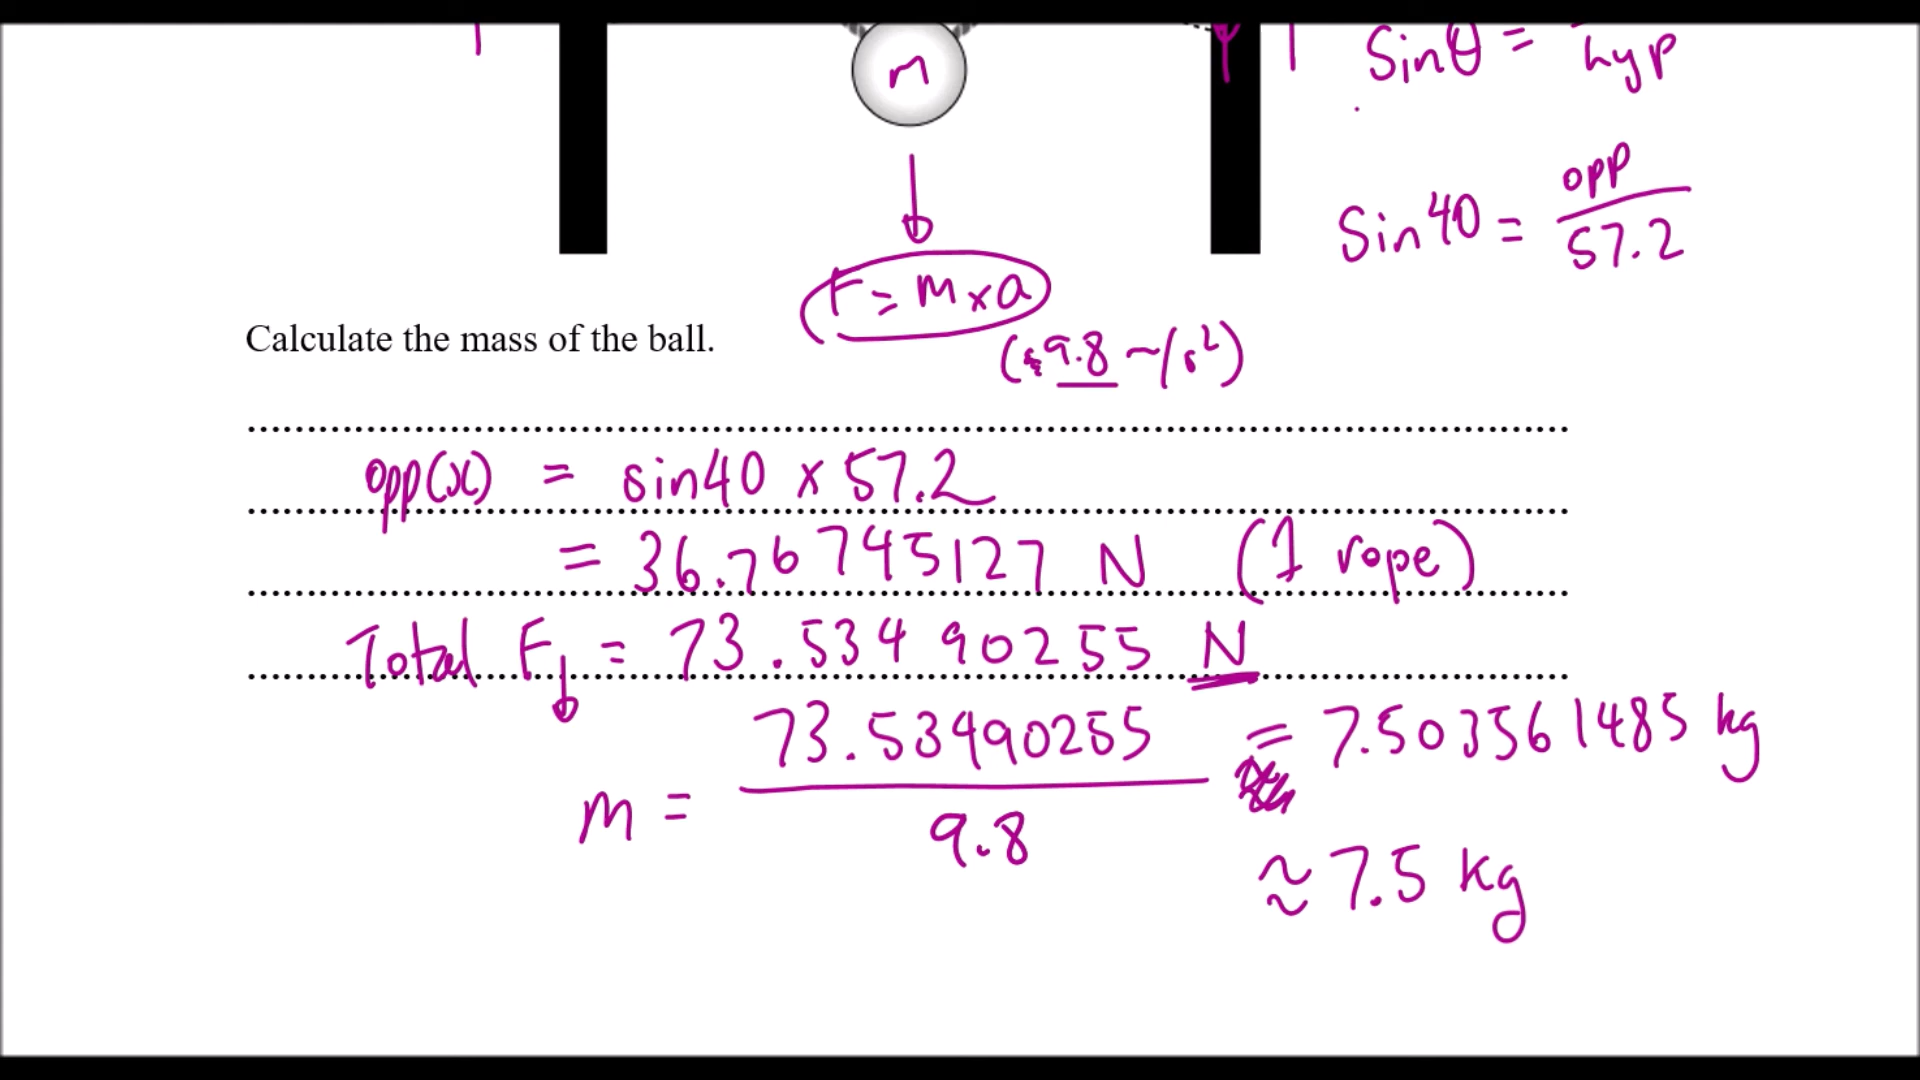 m
Sinθ =
hyp
Sin40 = opp
57.2
F = m x a
Calculate the mass of the ball.
( 9.8 m/s²)
opp(x) = sin40 x 57.2
= 36.76745127 N (1 rope)
Total F = 73.53490255 N
m = 73.53490255 = 7.503561485 kg
9.8
≈ 7.5 kg